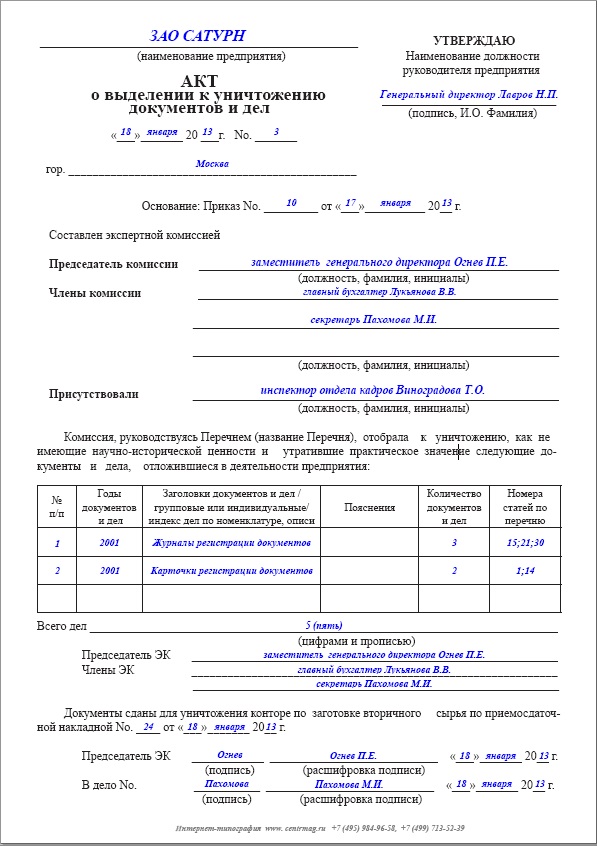 ЗАО САТУРН
(наименование предприятия)
УТВЕРЖДАЮ
Наименование должности
руководителя предприятия
Генеральный директор Лавров Н.П.
(подпись, И.О. Фамилия)
АКТ
о выделении к уничтожению
документов и дел
« 18 » января 20 13 г. No. 3
гор. Москва
Основание: Приказ No. 10 от « 17 » января 20 13 г.
Составлен экспертной комиссией
Председатель комиссии заместитель генерального директора Огнев П.Е.
(должность, фамилия, инициалы)
Члены комиссии главный бухгалтер Лукьянова В.В.
секретарь Пахомова М.И.
(должность, фамилия, инициалы)
Присутствовали инспектор отдела кадров Виноградова Т.О.
(должность, фамилия, инициалы)
Комиссия, руководствуясь Перечнем (название Перечня), отобрала к уничтожению, как не
имеющие научно-исторической ценности и утратившие практическое значение следующие до-
кументы и дела, отложившиеся в деятельности предприятия:
№ п/п Годы документов и дел Заголовки документов и дел / групповые или индивидуальные/ индекс дел по номенклатуре, описи Пояснения Количество документов и дел Номера статей по перечню
1 2001 Журналы регистрации документов 3 15;21;30
2 2001 Карточки регистрации документов 2 1;14
Всего дел 5 (пять)
(цифрами и прописью)
Председатель ЭК заместитель генерального директора Огнев П.Е.
Члены ЭК главный бухгалтер Лукьянова В.В.
секретарь Пахомова М.И.
Документы сданы для уничтожения конторе по заготовке вторичного сырья по приемосдаточ-
ной накладной No. 24 от « 18 » января 20 13 г.
Председатель ЭК Огнев Огнев П.Е. « 18 » января 20 13 г.
(подпись) (расшифровка подписи)
В дело No. Пахомова Пахомова М.И. « 18 » января 20 13 г.
(подпись) (расшифровка подписи)
Интернет-типография www.centrmag.ru +7 (495) 984-96-58, +7 (499) 713-52-39